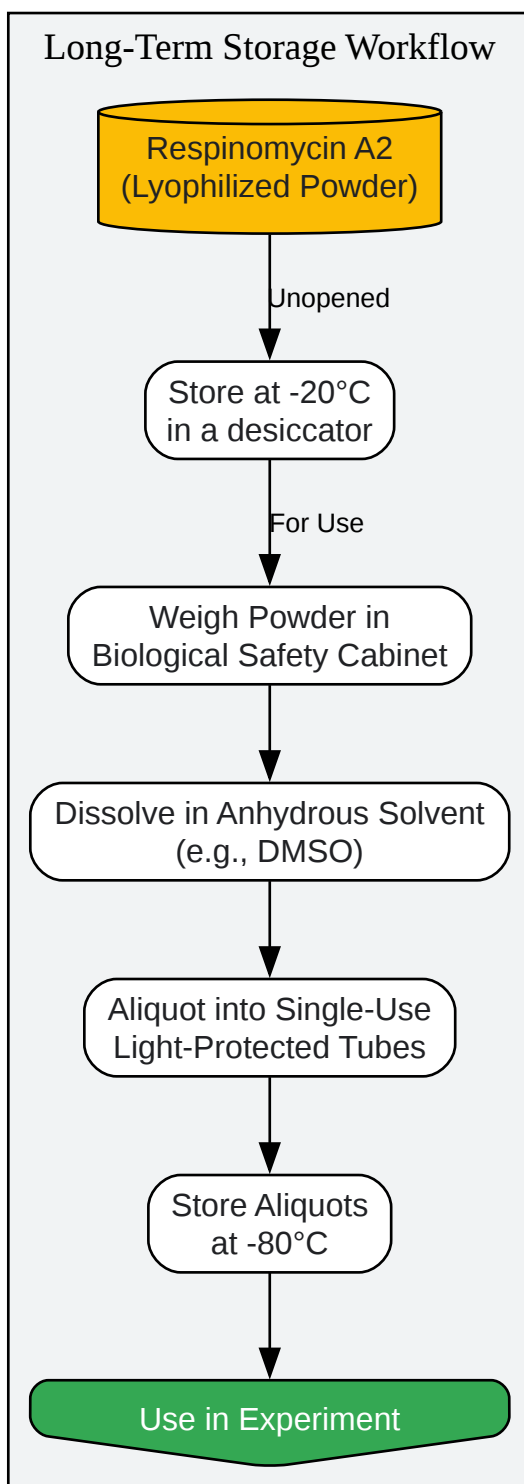 Long-Term Storage Workflow
Respinomycin A2
(Lyophilized Powder)
Unopened
Store at -20°C
in a desiccator
For Use
Weigh Powder in
Biological Safety Cabinet
Dissolve in Anhydrous Solvent
(e.g., DMSO)
Aliquot into Single-Use
Light-Protected Tubes
Store Aliquots
at -80°C
Use in Experiment